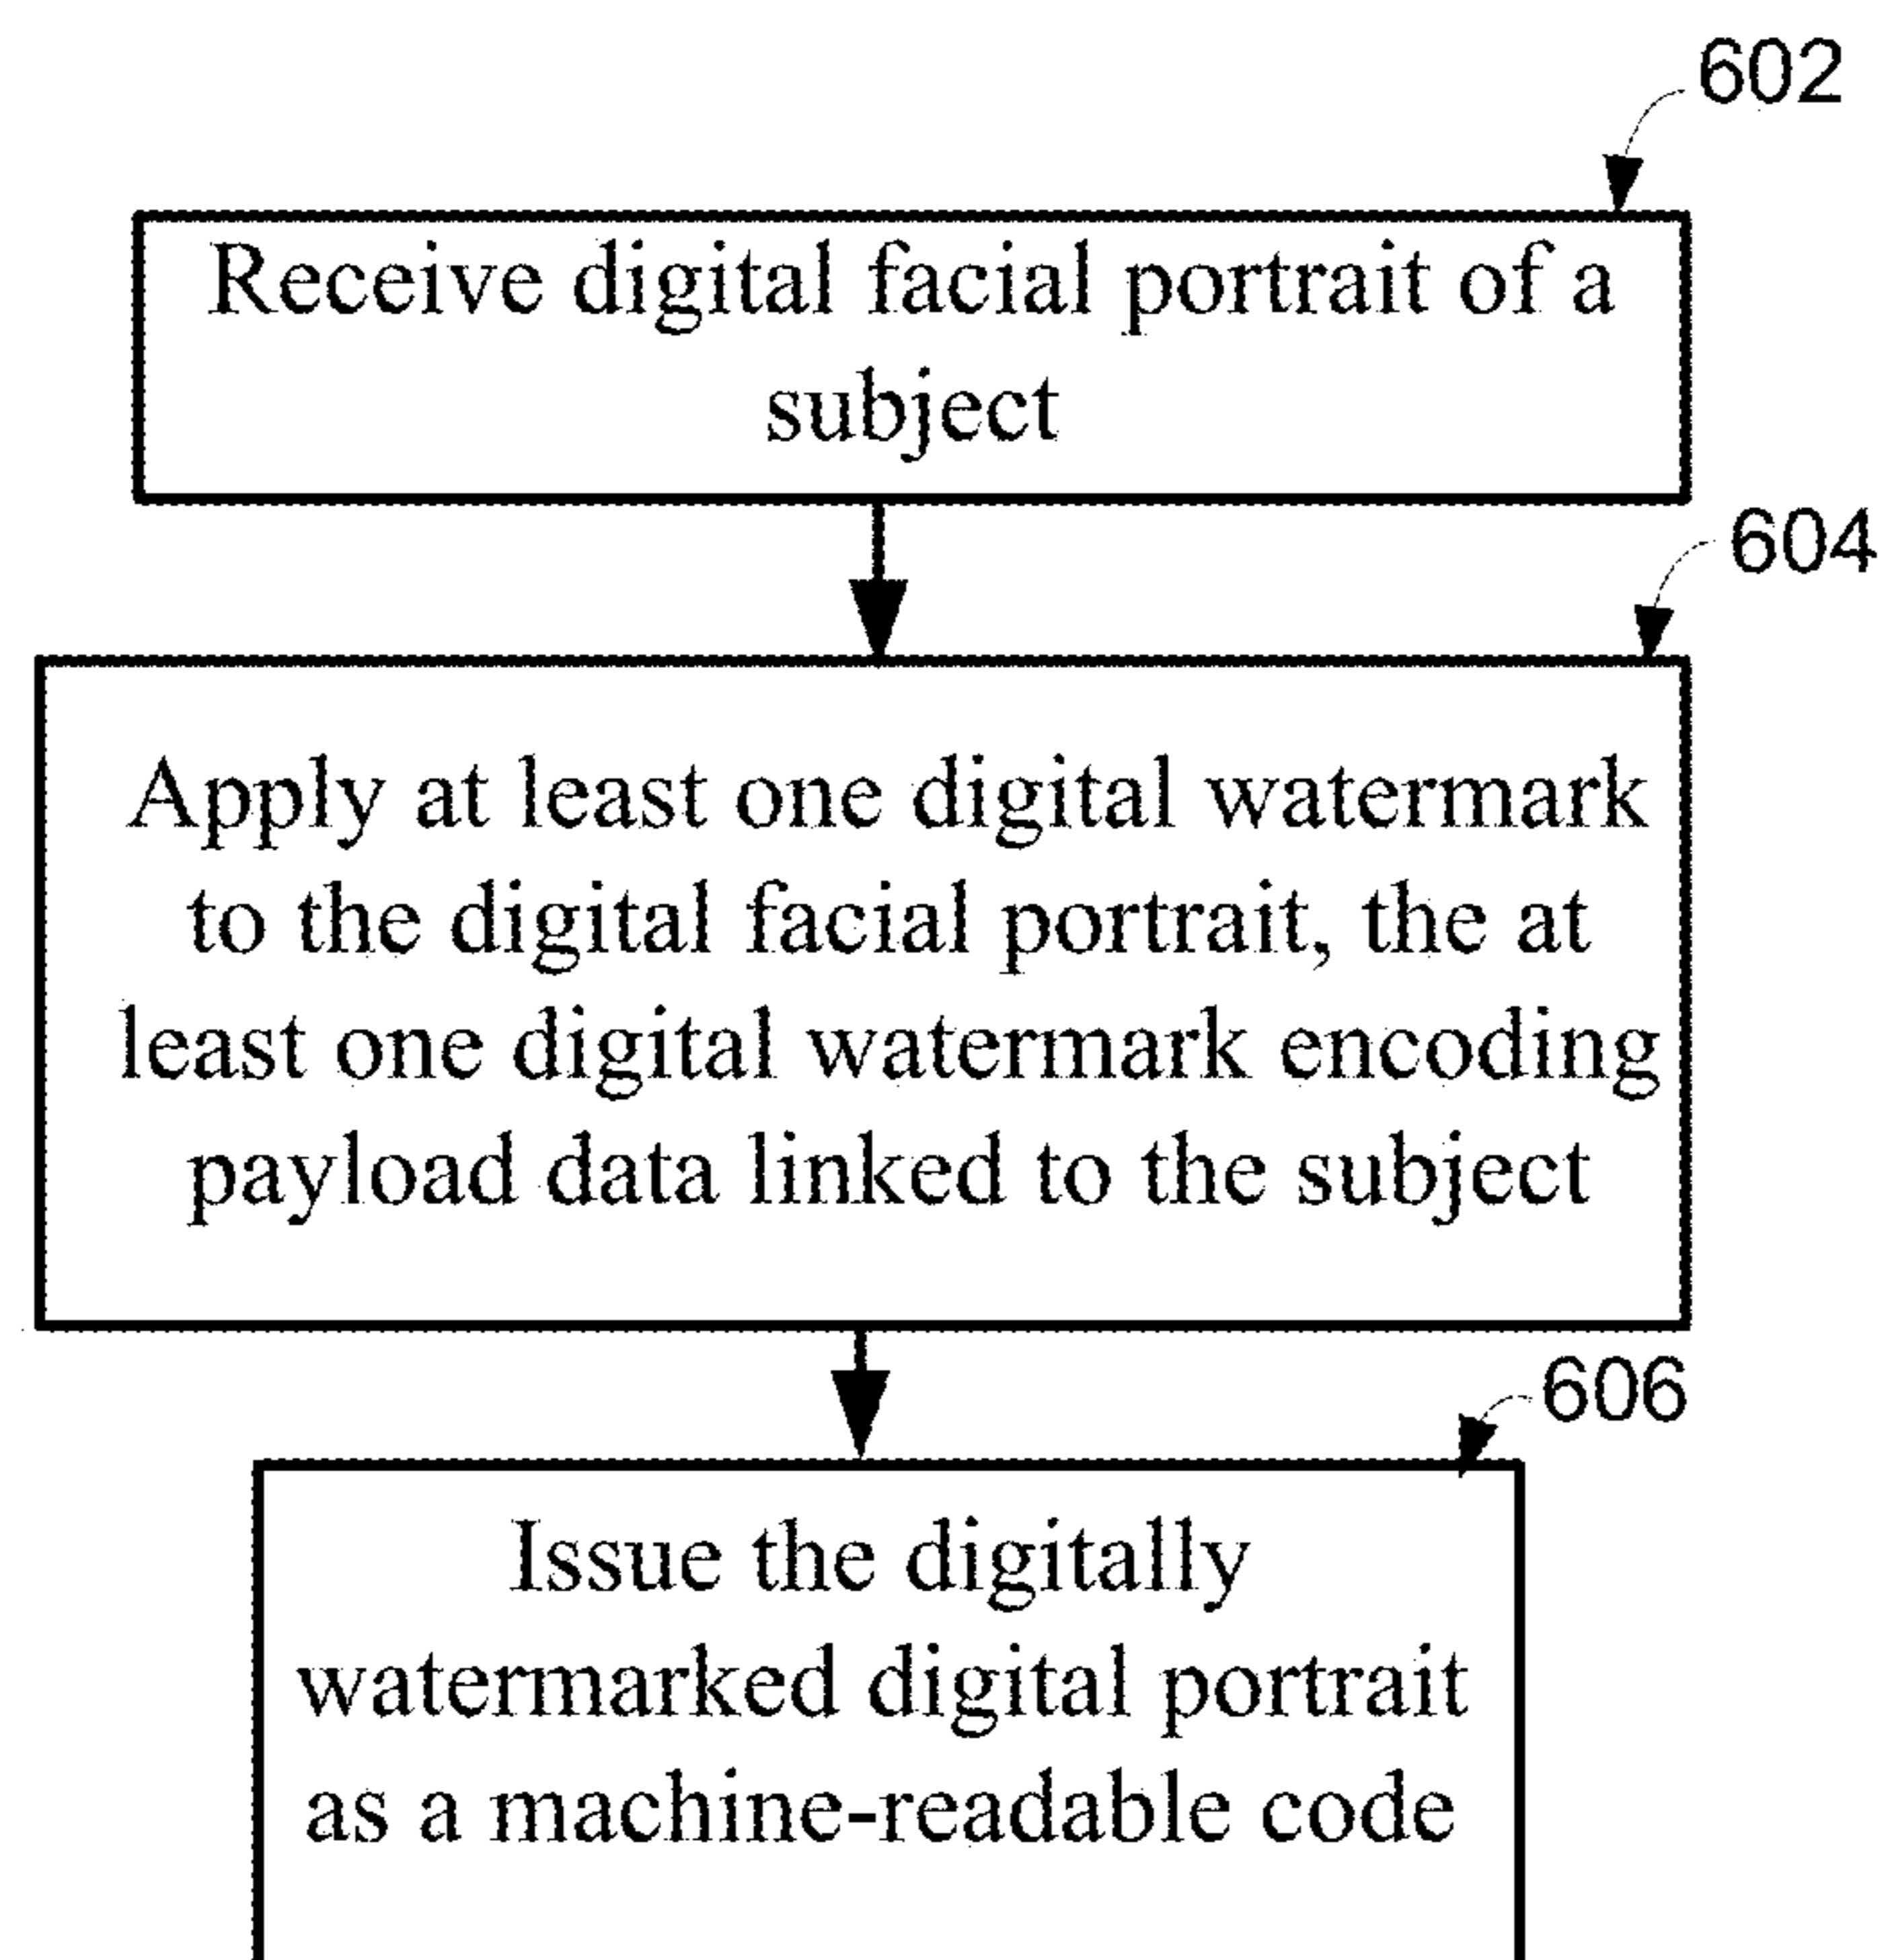 602
Receive digital facial portrait of a
subject
604
Apply at least one digital watermark
to the digital facial portrait, the at
least one digital watermark encoding
payload data linked to the subject
606
Issue the digitally
watermarked digital portrait
as a machine-readable code